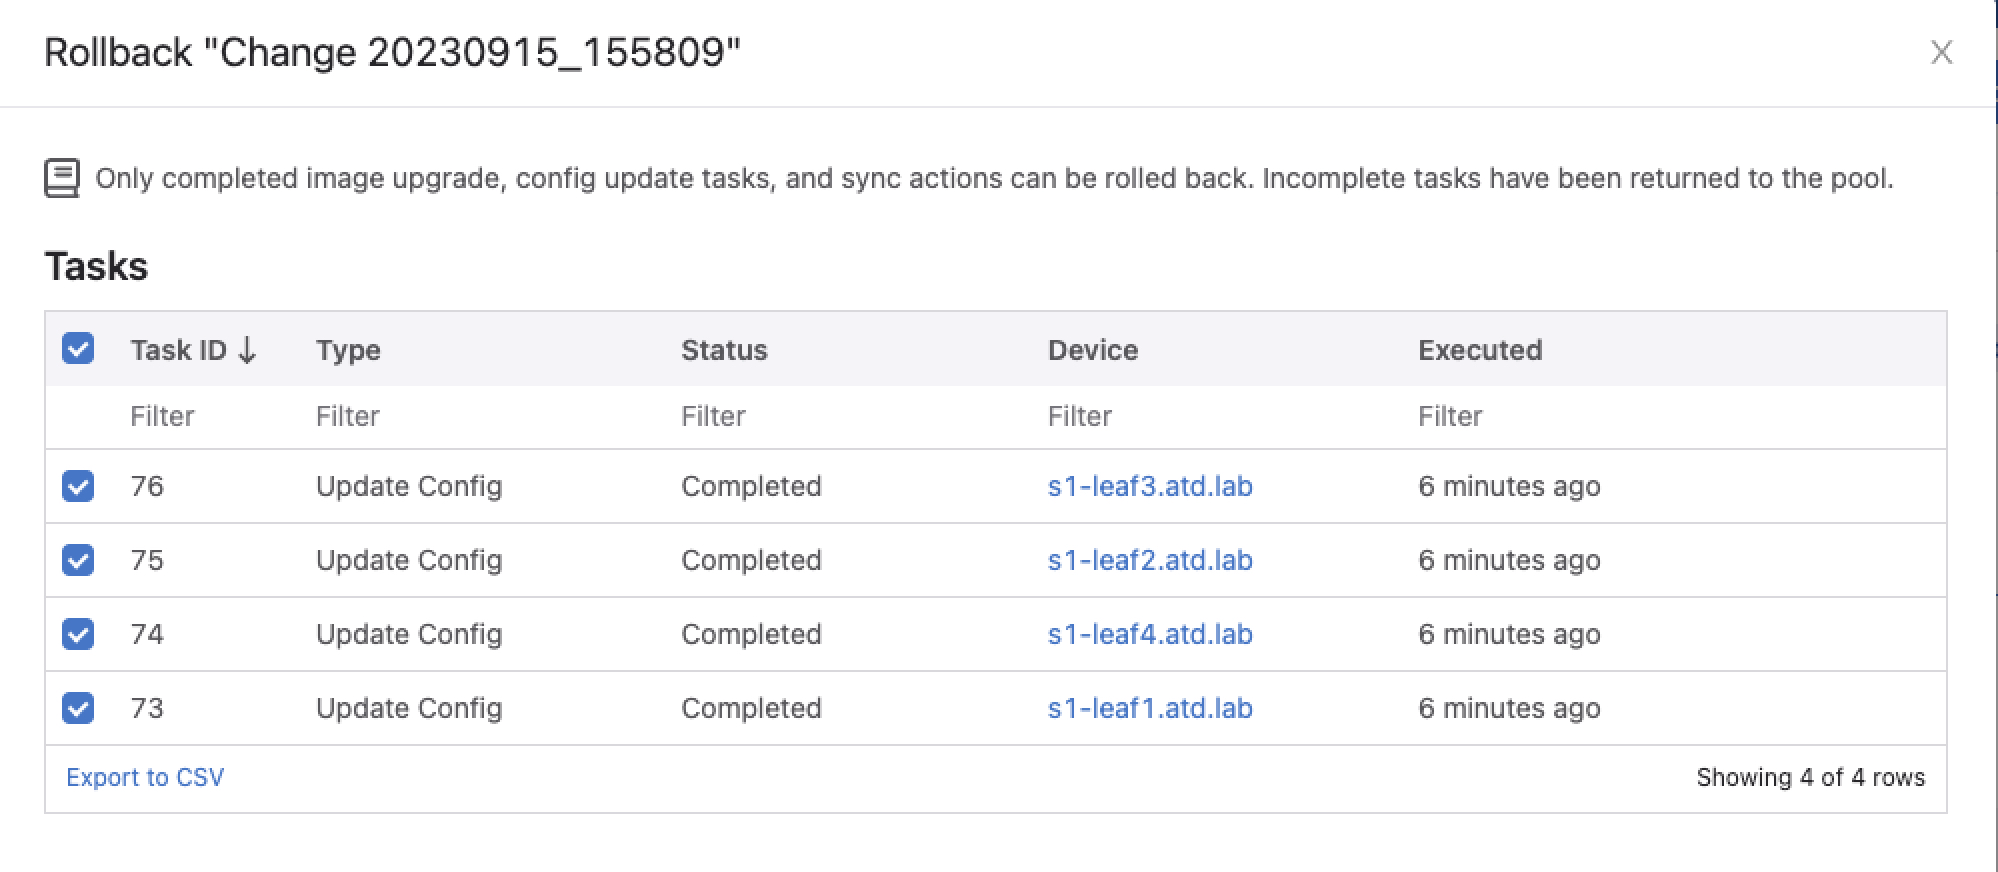 Rollback "Change 20230915_155809"
Only completed image upgrade, config update tasks, and sync actions can be rolled back. Incomplete tasks have been returned to the pool.
Tasks
Task ID ↓ Type Status Device Executed
Filter Filter Filter Filter Filter
76 Update Config Completed s1-leaf3.atd.lab 6 minutes ago
75 Update Config Completed s1-leaf2.atd.lab 6 minutes ago
74 Update Config Completed s1-leaf4.atd.lab 6 minutes ago
73 Update Config Completed s1-leaf1.atd.lab 6 minutes ago
Export to CSV Showing 4 of 4 rows